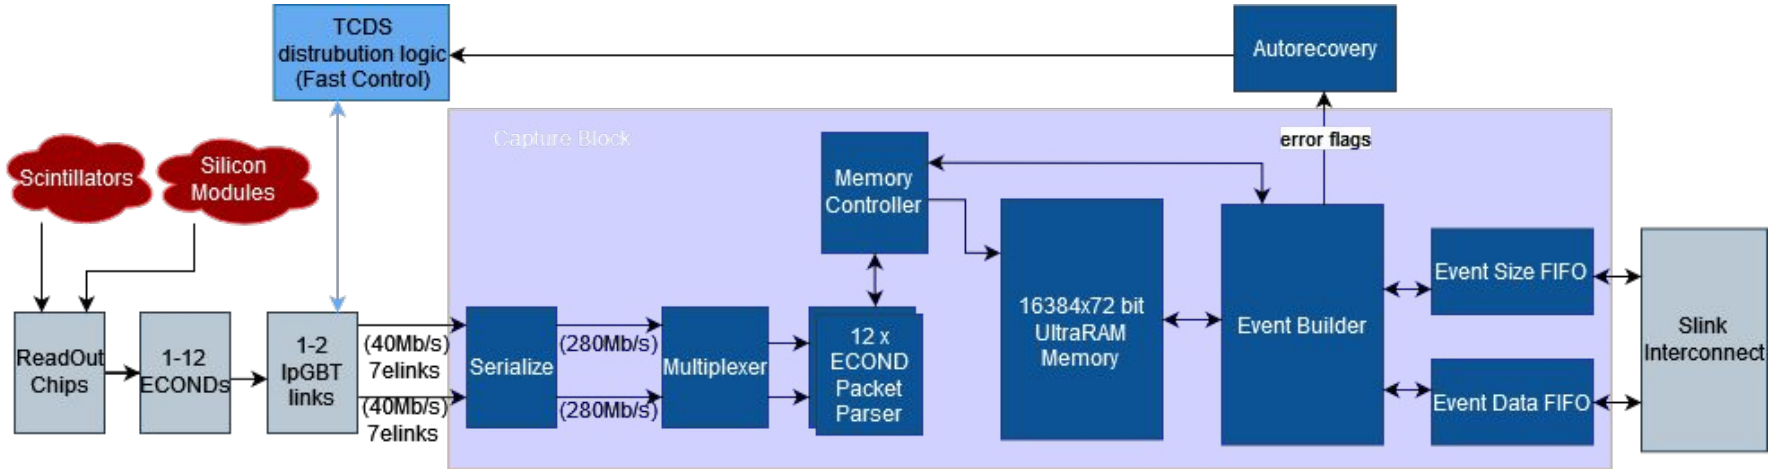 TCDS
distrubution logic
(Fast Control)
Autorecovery
Capture Block
error flags
Scintillators
Silicon
Modules
Memory
Controller
ReadOut
Chips
1-12
ECONDs
1-2
lpGBT
links
(40Mb/s)
7elinks
(40Mb/s)
7elinks
Serialize
(280Mb/s)
(280Mb/s)
Multiplexer
12 x
ECOND
Packet
Parser
16384x72 bit
UltraRAM
Memory
Event Builder
Event Size FIFO
Event Data FIFO
Slink
Interconnect